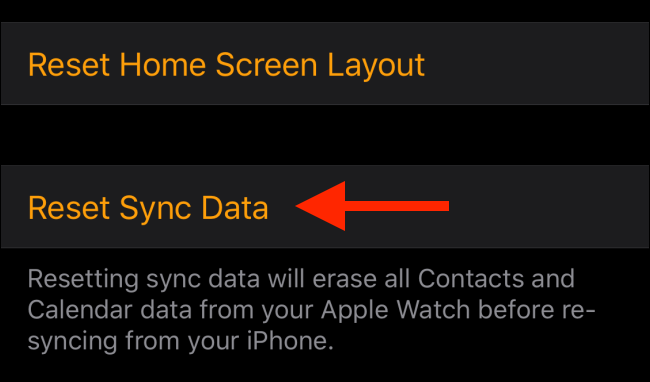 Reset Home Screen Layout
Reset Sync Data
Resetting sync data will erase all Contacts and
Calendar data from your Apple Watch before re-
syncing from your iPhone.